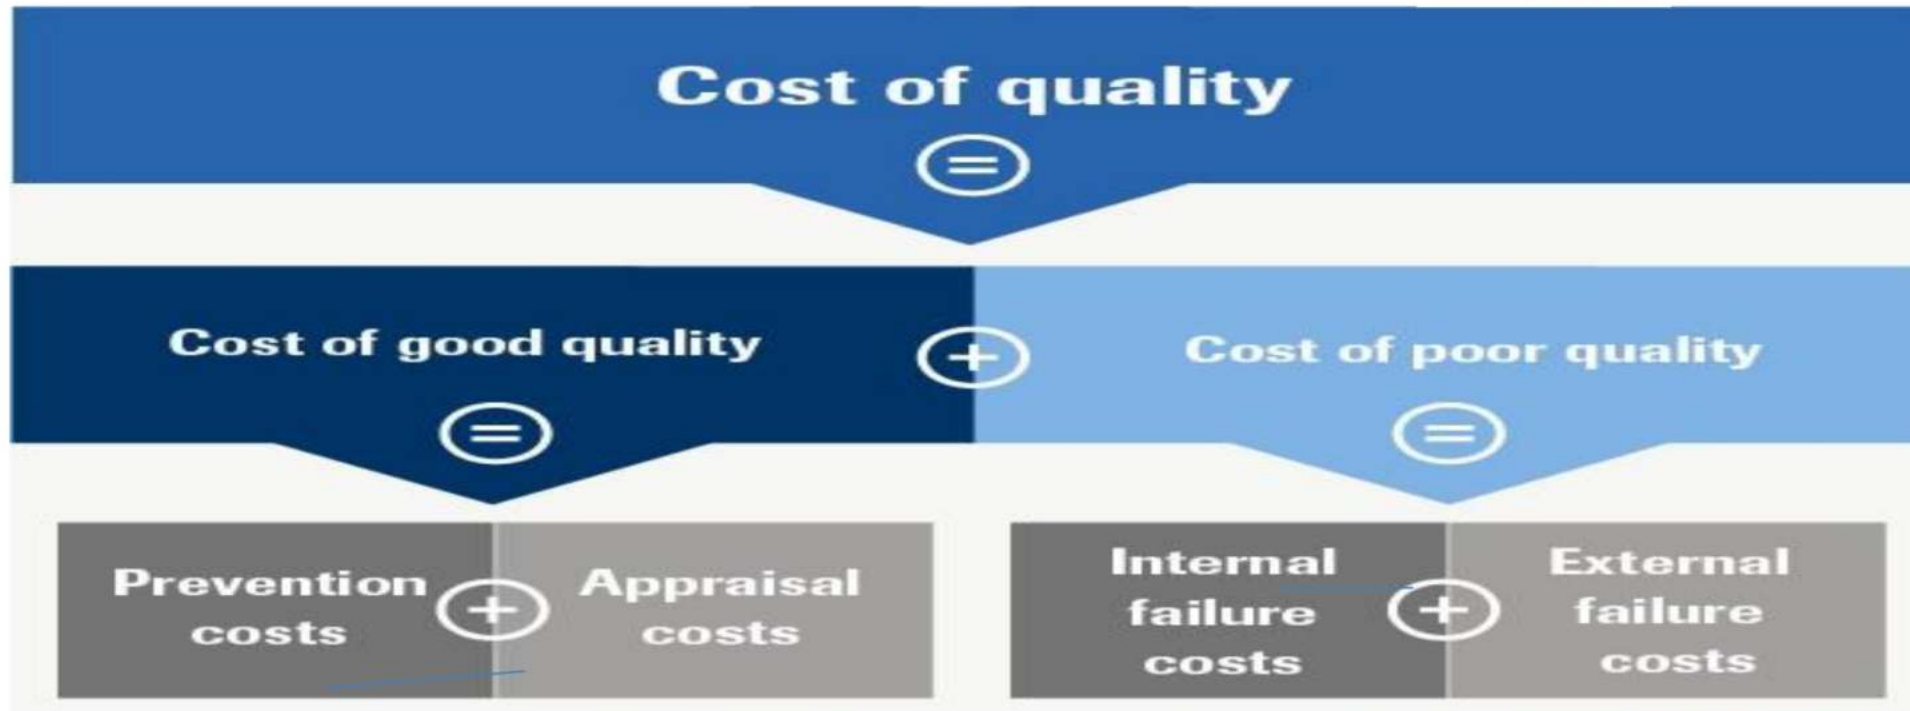 Cost of quality
=
Cost of good quality + Cost of poor quality
= =
Prevention
costs
+
Appraisal
costs
Internal
failure
costs
+
External
failure
costs